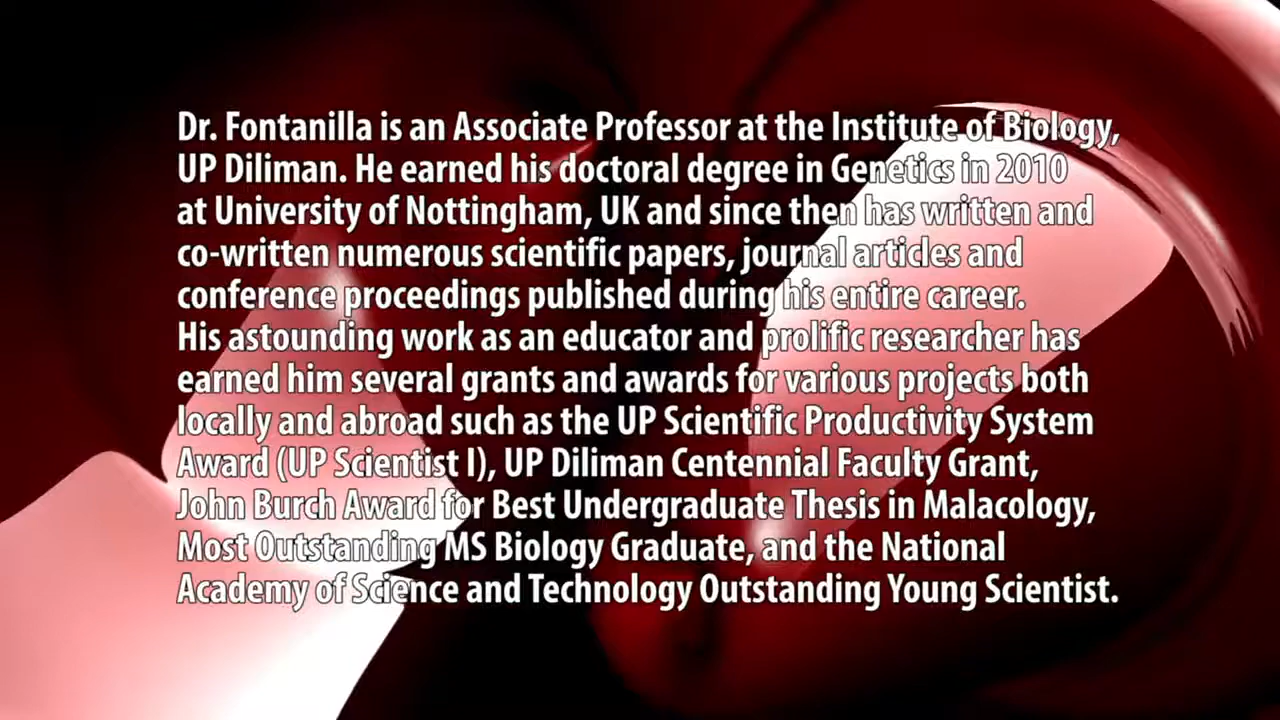 Dr. Fontanilla is an Associate Professor at the Institute of Biology,
UP Diliman. He earned his doctoral degree in Genetics in 2010
at University of Nottingham, UK and since then has written and
co-written numerous scientific papers, journal articles and
conference proceedings published during his entire career.
His astounding work as an educator and prolific researcher has
earned him several grants and awards for various projects both
locally and abroad such as the UP Scientific Productivity System
Award (UP Scientist I), UP Diliman Centennial Faculty Grant,
John Burch Award for Best Undergraduate Thesis in Malacology,
Most Outstanding MS Biology Graduate, and the National
Academy of Science and Technology Outstanding Young Scientist.